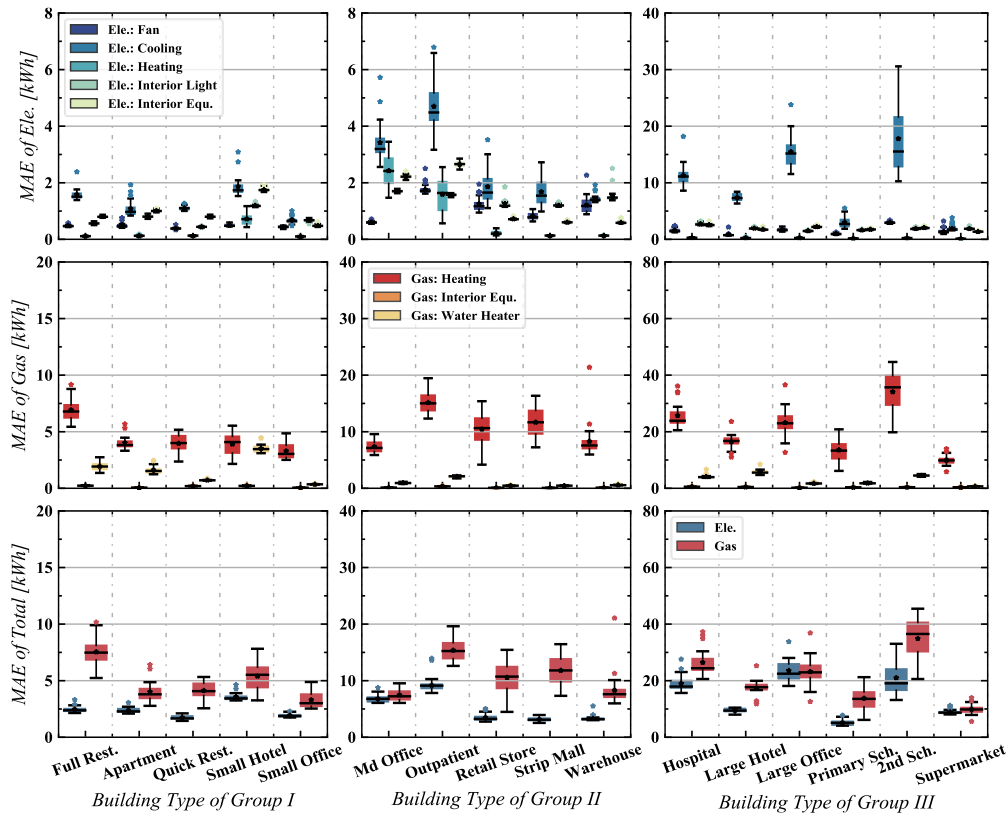 MAE of Ele. [kWh]
8
6
4
2
0
Ele.: Fan
Ele.: Cooling
Ele.: Heating
Ele.: Interior Light
Ele.: Interior Equ.
8
6
4
2
0
40
30
20
10
0
MAE of Gas [kWh]
20
15
10
5
0
40
30
20
10
0
Gas: Heating
Gas: Interior Equ.
Gas: Water Heater
80
60
40
20
0
MAE of Total [kWh]
20
15
10
5
0
40
30
20
10
0
80
60
40
20
0
Ele.
Gas
Full Rest.
Apartment
Quick Rest.
Small Hotel
Small Office
Md Office
Outpatient
Retail Store
Strip Mall
Warehouse
Hospital
Large Hotel
Large Office
Primary Sch.
2nd Sch.
Supermarket
Building Type of Group I
Building Type of Group II
Building Type of Group III